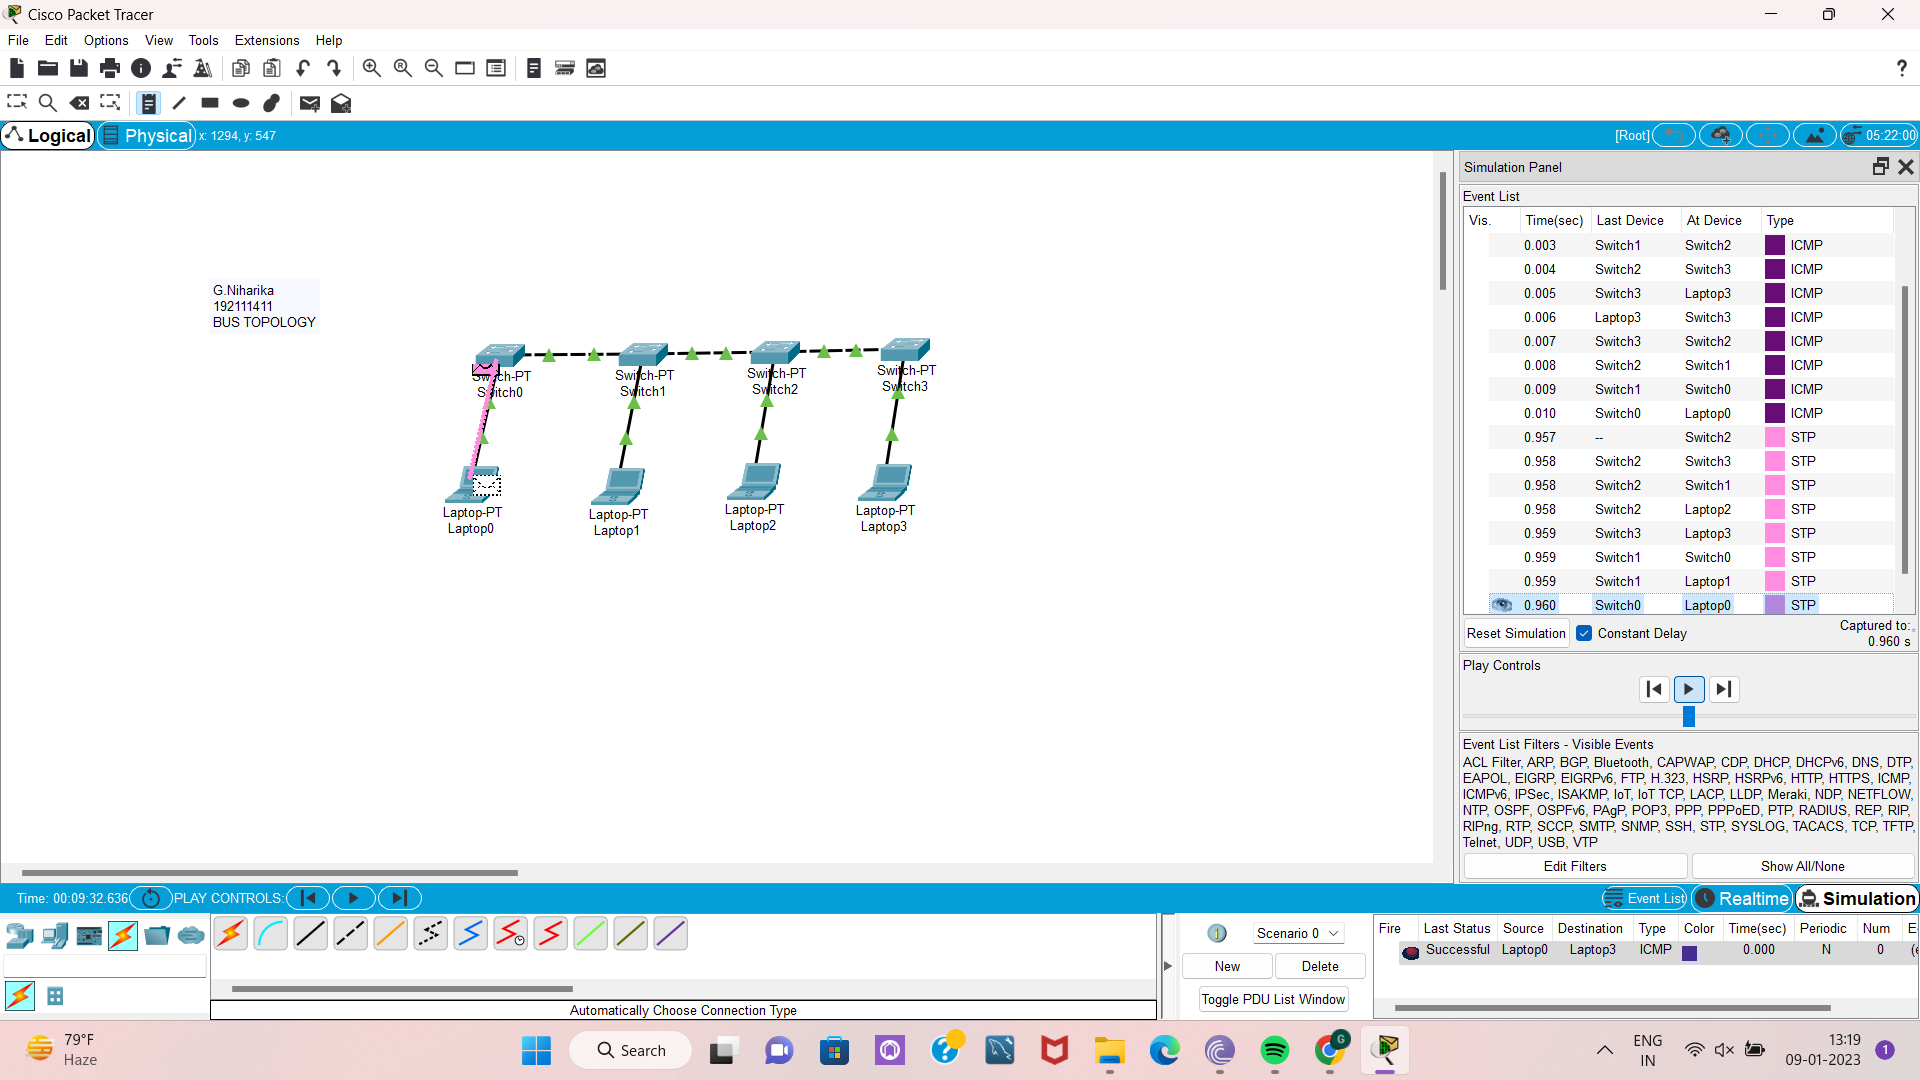 Cisco Packet Tracer
File Edit Options View Tools Extensions Help
?
Logical Physical x: 1294, y: 547
[Root] 05:22:00
G.Niharika
192111411
BUS TOPOLOGY
Switch-PT
Switch0
Switch-PT
Switch1
Switch-PT
Switch2
Switch-PT
Switch3
Laptop-PT
Laptop0
Laptop-PT
Laptop1
Laptop-PT
Laptop2
Laptop-PT
Laptop3
Simulation Panel
Event List
Vis. Time(sec) Last Device At Device Type
0.003 Switch1 Switch2 ICMP
0.004 Switch2 Switch3 ICMP
0.005 Switch3 Laptop3 ICMP
0.006 Laptop3 Switch3 ICMP
0.007 Switch3 Switch2 ICMP
0.008 Switch2 Switch1 ICMP
0.009 Switch1 Switch0 ICMP
0.010 Switch0 Laptop0 ICMP
0.957 -- Switch2 STP
0.958 Switch2 Switch3 STP
0.958 Switch2 Switch1 STP
0.958 Switch2 Laptop2 STP
0.959 Switch3 Laptop3 STP
0.959 Switch1 Switch0 STP
0.959 Switch1 Laptop1 STP
0.960 Switch0 Laptop0 STP
Reset Simulation Constant Delay Captured to:
0.960 s
Play Controls
Event List Filters - Visible Events
ACL Filter, ARP, BGP, Bluetooth, CAPWAP, CDP, DHCP, DHCPv6, DNS, DTP,
EAPOL, EIGRP, EIGRPv6, FTP, H.323, HSRP, HSRPv6, HTTP, HTTPS, ICMP,
ICMPv6, IPSec, ISAKMP, IoT, IoT TCP, LACP, LLDP, Meraki, NDP, NETFLOW,
NTP, OSPF, OSPFv6, PAgP, POP3, PPP, PPPoED, PTP, RADIUS, REP, RIP,
RIPng, RTP, SCCP, SMTP, SNMP, SSH, STP, SYSLOG, TACACS, TCP, TFTP,
Telnet, UDP, USB, VTP
Edit Filters Show All/None
Time: 00:09:32.636 PLAY CONTROLS: Event List Realtime Simulation
Scenario 0
New Delete
Toggle PDU List Window
Fire Last Status Source Destination Type Color Time(sec) Periodic Num E
Successful Laptop0 Laptop3 ICMP 0.000 N 0 (e
Automatically Choose Connection Type
79°F
Haze
Search
G
ENG
IN
13:19
09-01-2023
1